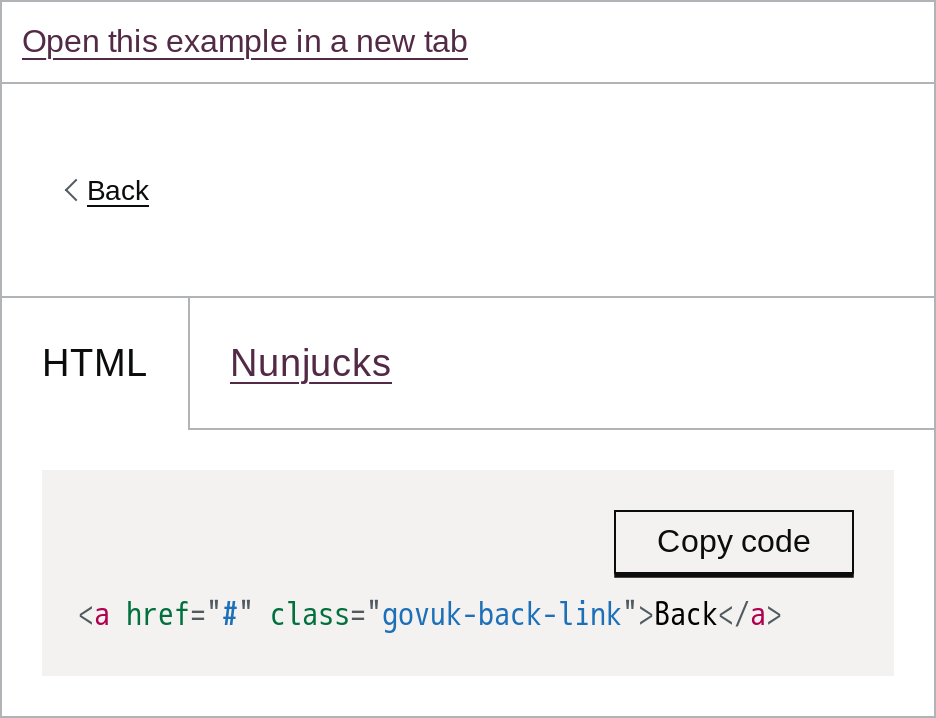 Open this example in a new tab
Back
HTML
Nunjucks
Copy code
<a href="#" class="govuk-back-link">Back</a>